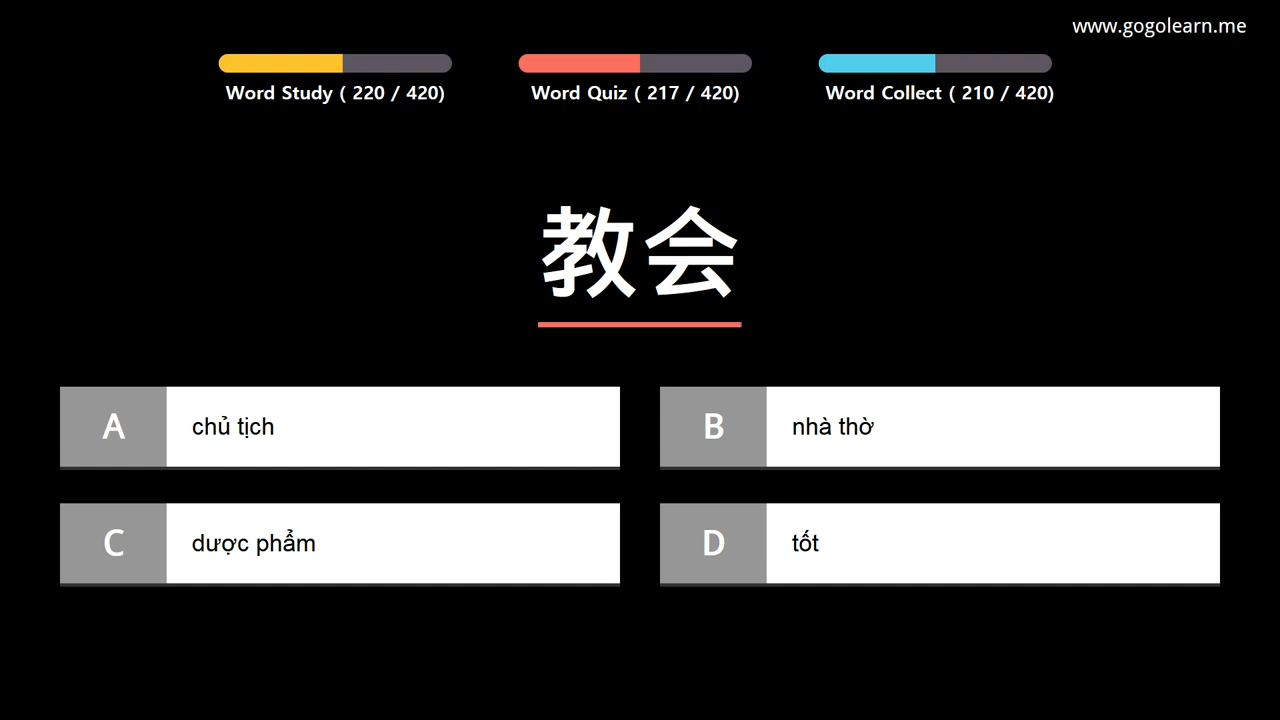 www.gogolearn.me
Word Study ( 220 / 420)
Word Quiz ( 217 / 420)
Word Collect ( 210 / 420)
教会
A
chủ tịch
B
nhà thờ
C
dược phẩm
D
tốt